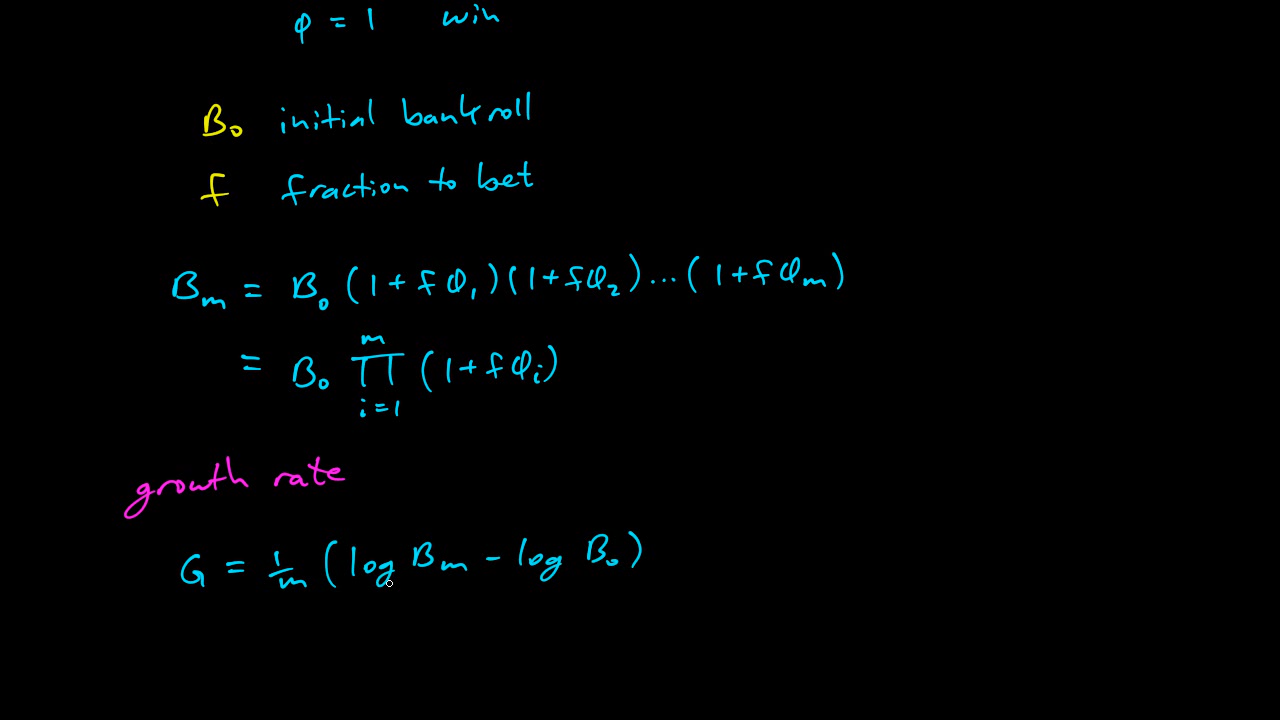 φ = 1 win
B₀ initial bankroll
f fraction to bet
Bₘ = B₀ (1+fφ₁)(1+fφ₂)...(1+fφₘ)
= B₀ ∏ᵢ₌₁ᵐ (1+fφᵢ)
growth rate
G = 1/m (log Bₘ - log B₀)